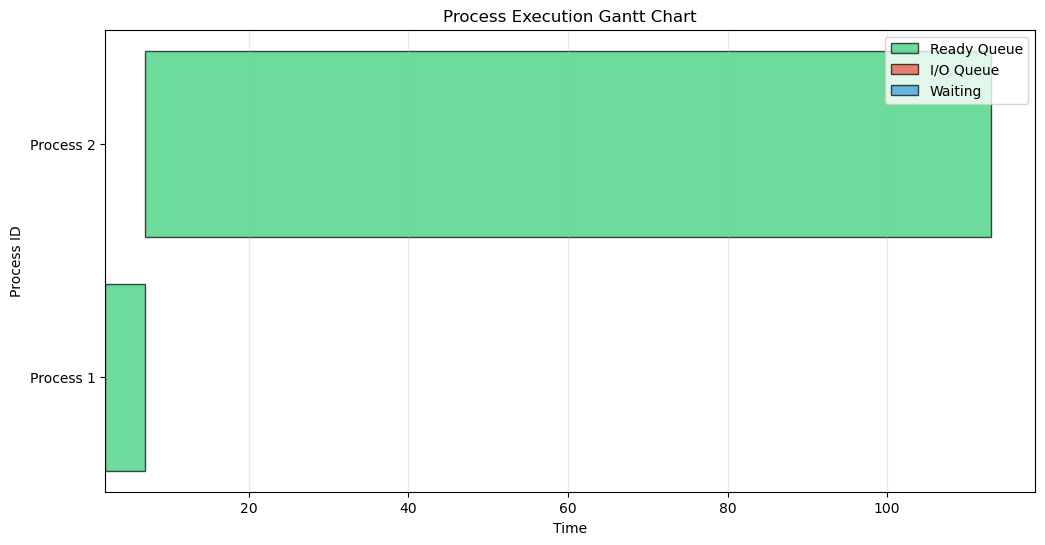 Process Execution Gantt Chart
Ready Queue
I/O Queue
Waiting
Process 2
Process 1
Process ID
20 40 60 80 100
Time